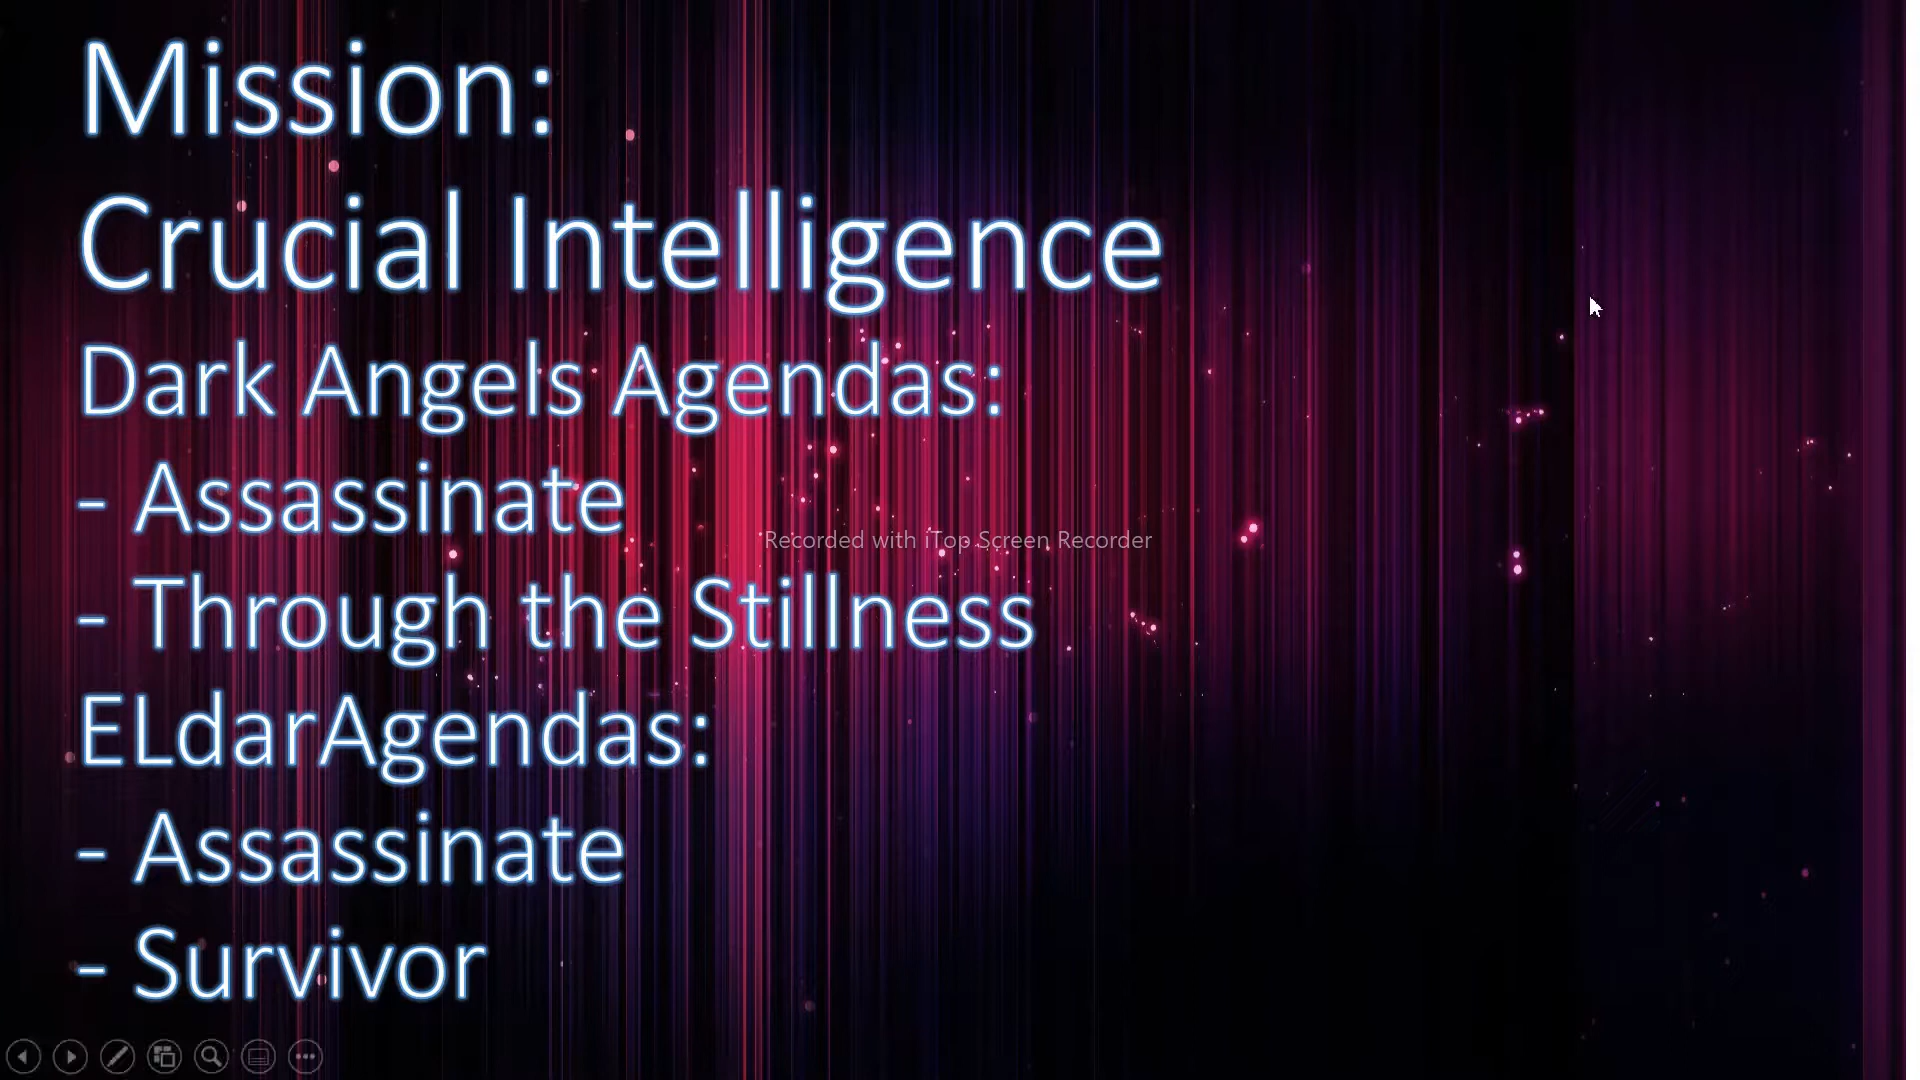 Mission:
Crucial Intelligence
Dark Angels Agendas:
- Assassinate
Recorded with iTop Screen Recorder
- Through the Stillness
ELdarAgendas:
- Assassinate
- Survivor